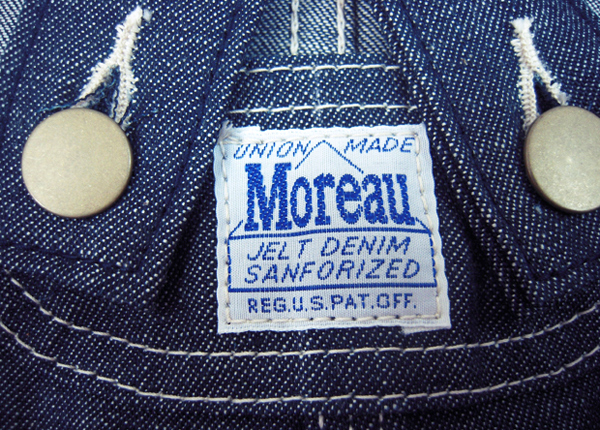 UNION MADE
Moreau
JELT DENIM
SANFORIZED
REG.U.S.PAT.OFF.